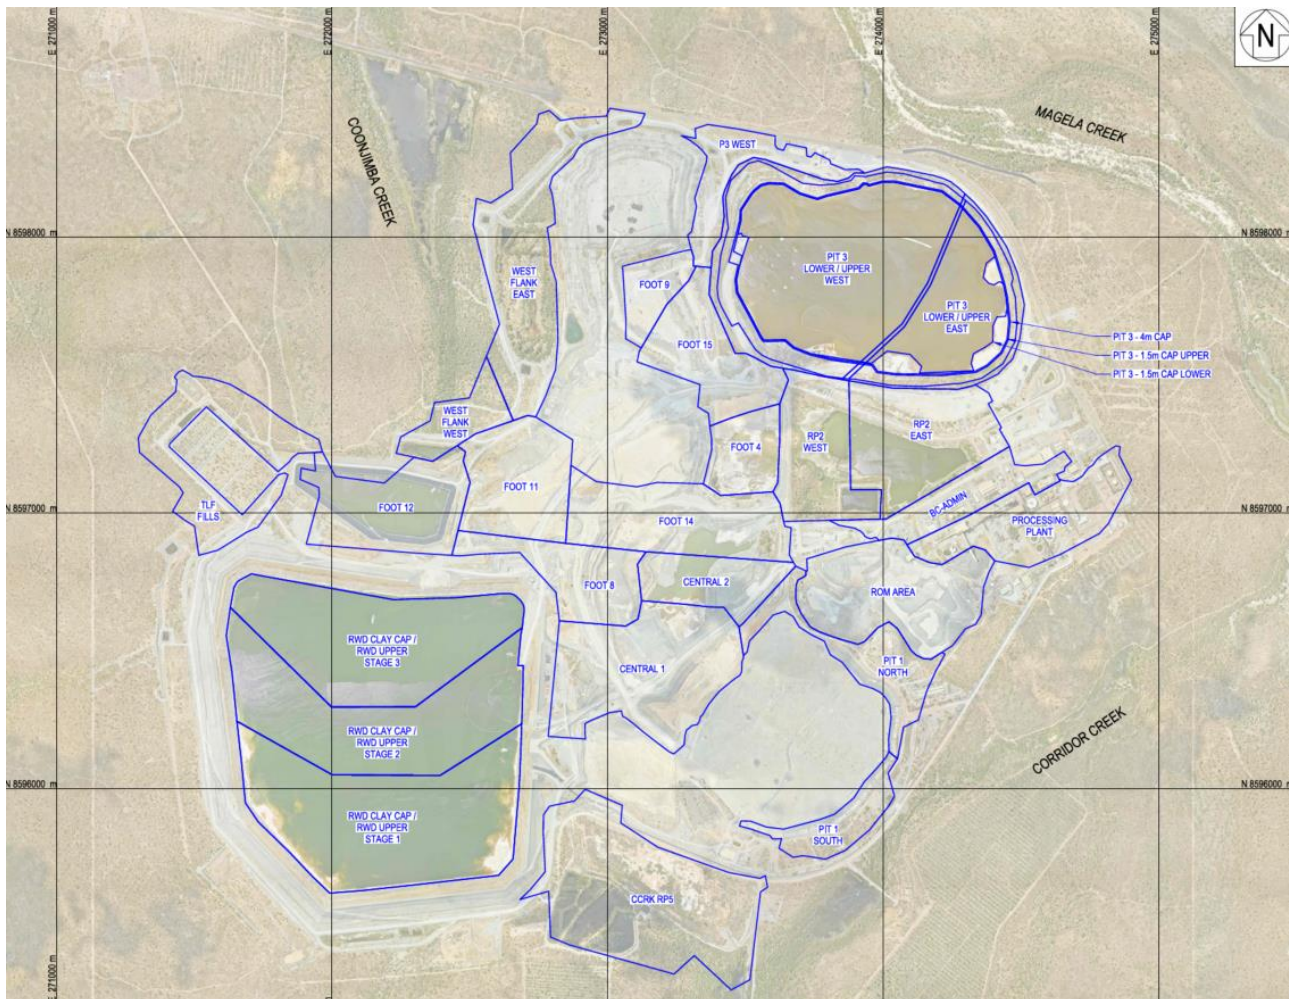 E 271000 m
E 272000 m
E 273000 m
E 274000 m
E 275000 m
N
MAGELA CREEK
COONJIMBA CREEK
P3 WEST
N 8598000 m
N 8598000 m
WEST
FLANK
EAST
FOOT 9
PIT 3
LOWER / UPPER
WEST
PIT 3
LOWER / UPPER
EAST
FOOT 15
PIT 3 - 4m CAP
PIT 3 - 1.5m CAP UPPER
PIT 3 - 1.5m CAP LOWER
WEST
FLANK
WEST
FOOT 4
RP2
WEST
RP2
EAST
FOOT 11
TLF
FILLS
FOOT 12
BC-ADMIN
N 8597000 m
N 8597000 m
FOOT 14
PROCESSING
PLANT
FOOT 8
CENTRAL 2
ROM AREA
RWD CLAY CAP /
RWD UPPER
STAGE 3
CENTRAL 1
PIT 1
NORTH
RWD CLAY CAP /
RWD UPPER
STAGE 2
CORRIDOR CREEK
N 8596000 m
N 8596000 m
RWD CLAY CAP /
RWD UPPER
STAGE 1
PIT 1
SOUTH
CCRK RP5
E 271000 m
E 272000 m
E 273000 m
E 274000 m
E 275000 m